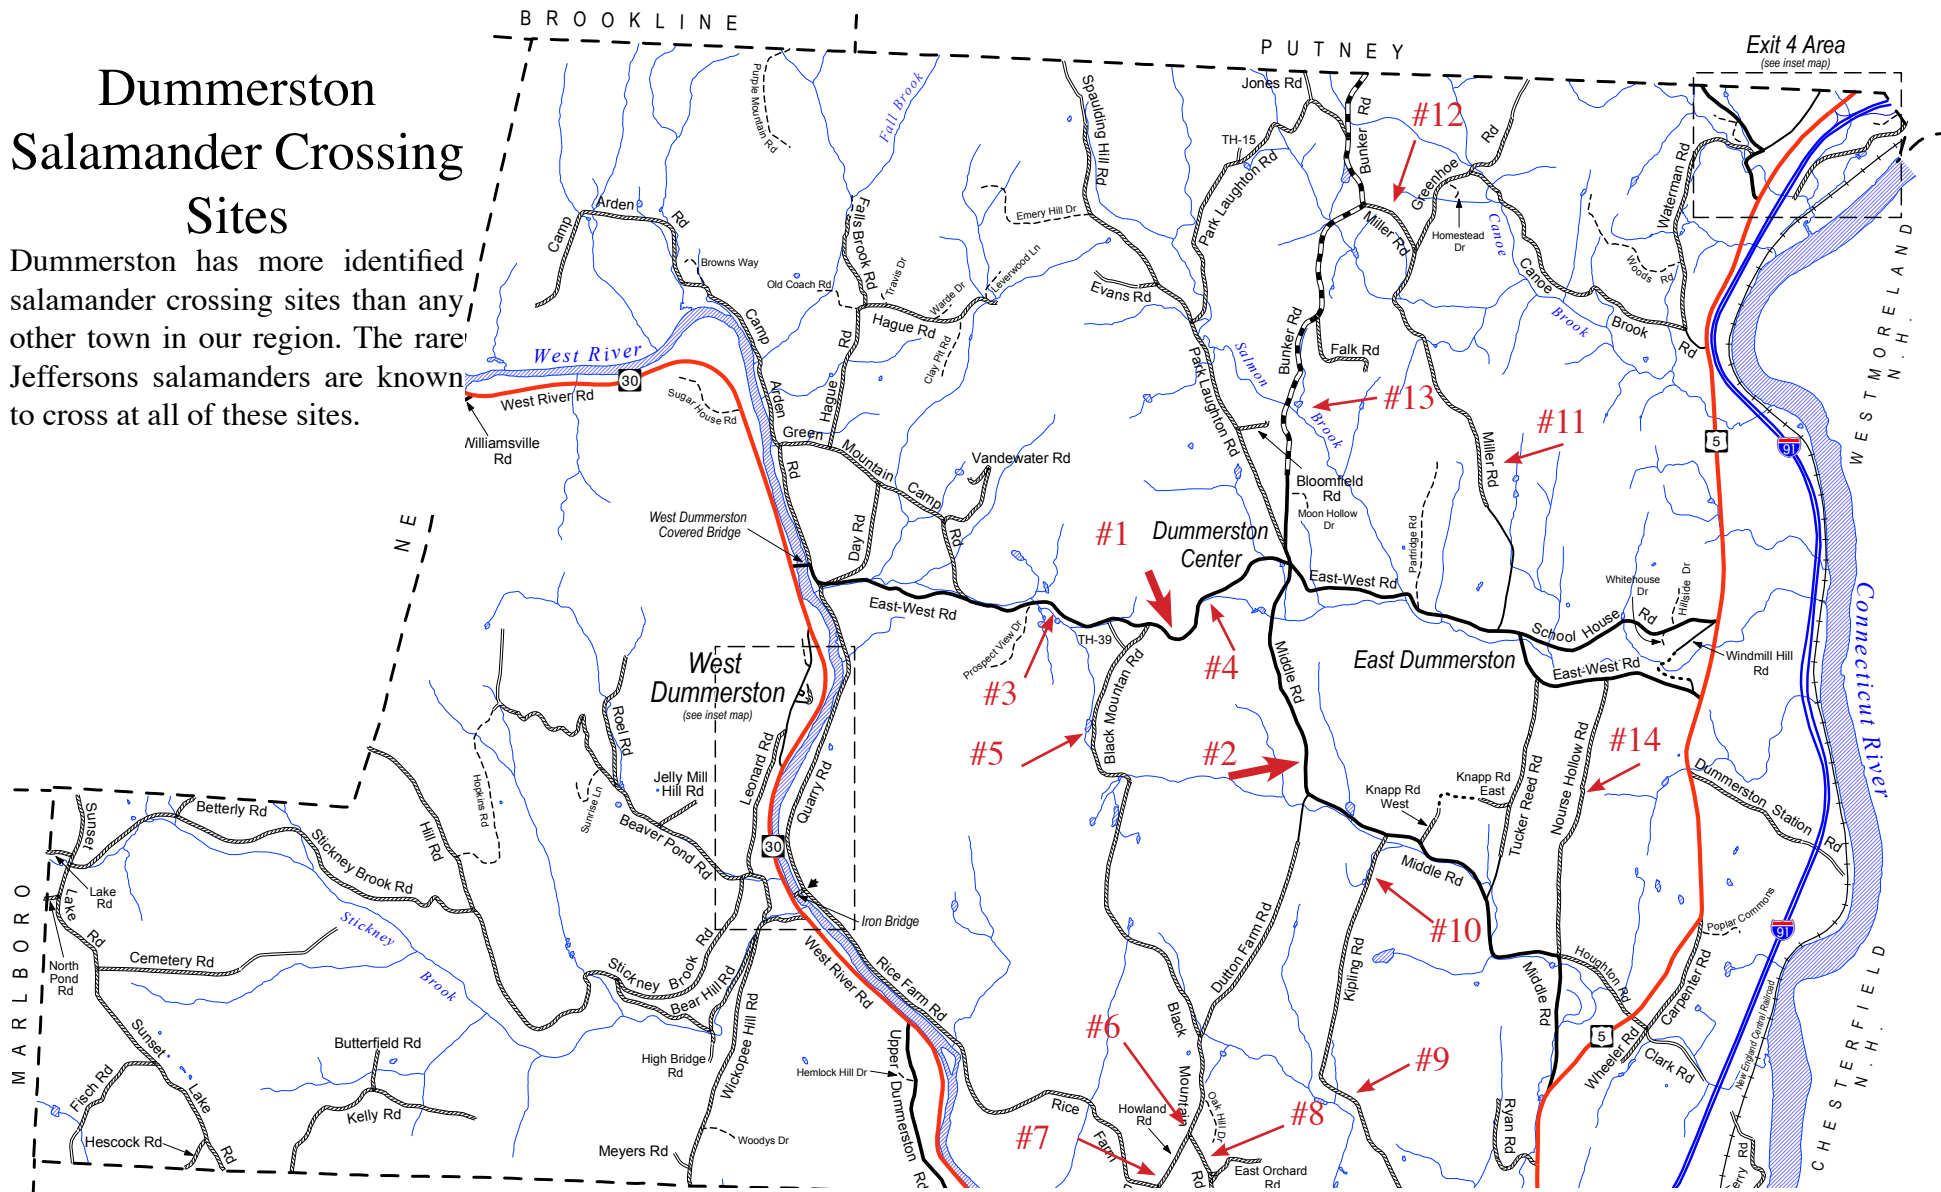 BROOKLINE
PUTNEY
Exit 4 Area
(see inset map)
Dummerston
Salamander Crossing
Sites
Dummerston has more identified
salamander crossing sites than any
other town in our region. The rare
Jeffersons salamanders are known
to cross at all of these sites.
Purple Mountain Rd
Fall Brook
Spaulding Hill Rd
Jones Rd
Bunker Rd
#12
TH-15
Park Laughton Rd
Greenhoe Rd
Waterman Rd
Camp Arden Rd
Falls Brook Rd
Emery Hill Dr
Miller Rd
Homestead Dr
Canoe Brook
Canoe Brook Rd
Woods Rd
WESTMORELAND N.H.
Browns Way
Old Coach Rd
Travis Dr
Warde Dr
Leverwood Ln
Evans Rd
Hague Rd
Clay Pit Rd
Hague Rd
Camp Arden Rd
West River
30
West River Rd
Sugar House Rd
Williamsville
Rd
Bunker Rd
Falk Rd
Salmon Brook
Park Laughton Rd
#13
#11
Miller Rd
5
91
Green Mountain Camp Rd
Vandewater Rd
Bloomfield
Rd
Moon Hollow
Dr
Partridge Rd
NE
West Dummerston
Covered Bridge
Day Rd
#1
Dummerston
Center
East-West Rd
East-West Rd
Whitehouse
Dr
Hillside Dr
School House Rd
Connecticut River
Prospect View Dr
TH-39
#3
#4
East Dummerston
East-West Rd
Windmill Hill
Rd
West
Dummerston
(see inset map)
Black Mountain Rd
Middle Rd
#5
#2
#14
Roel Rd
Leonard Rd
Quarry Rd
Jelly Mill
Hill Rd
Hopkins Rd
Sunrise Ln
Beaver Pond Rd
Knapp Rd
East
Knapp Rd
West
Tucker Reed Rd
Nourse Hollow Rd
Dummerston Station Rd
Sunset Lake Rd
Betterly Rd
Hill Rd
Stickney Brook Rd
30
Middle Rd
Lake
Rd
MARLBORO
Stickney Brook
Iron Bridge
#10
Poplar Commons
91
North
Pond
Rd
Cemetery Rd
Stickney Brook Rd
Bear Hill Rd
West River Rd
Rice Farm Rd
Dutton Farm Rd
Kipling Rd
Houghton Rd
Middle Rd
Carpenter Rd
New England Central Railroad
CHESTERFIELD N.H.
Sunset Lake Rd
Butterfield Rd
High Bridge
Rd
Wickopee Hill Rd
Upper Dummerston Rd
Hemlock Hill Dr
Black Mountain Rd
#6
#9
5
Wheeler Rd
Clark Rd
Fisch Rd
Kelly Rd
Rice Farm
Howland
Rd
Oak Hill Dr
#8
#7
Ryan Rd
Hescock Rd
Meyers Rd
Woodys Dr
East Orchard
Rd